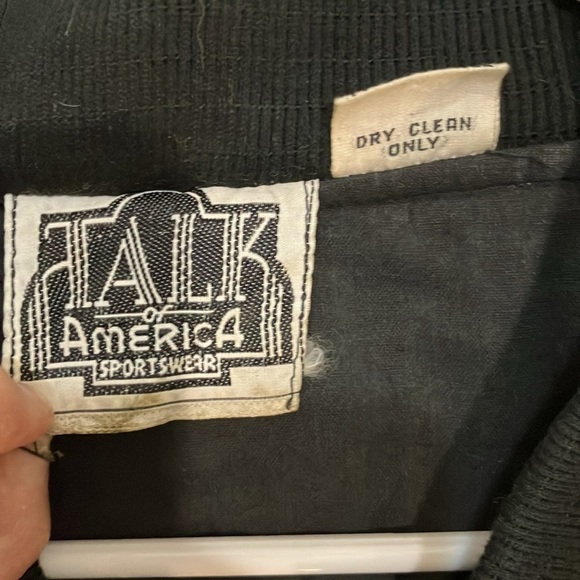 DRY CLEAN
ONLY
TALK
OF
AMERICA
SPORTSWEAR